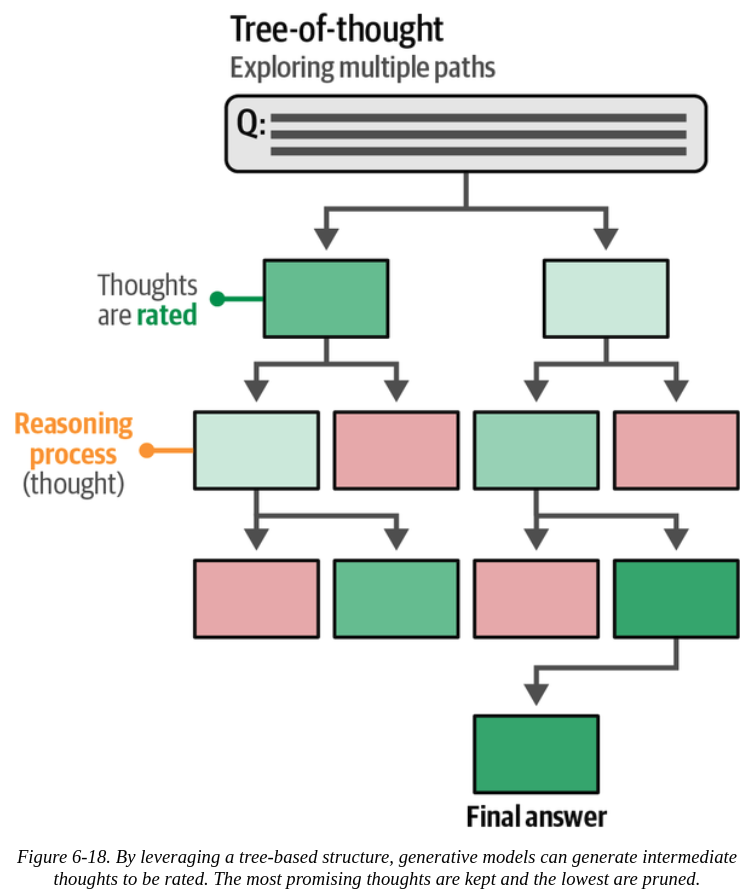 Tree-of-thought
Exploring multiple paths
Q:
Thoughts
are rated
Reasoning
process
(thought)
Final answer
Figure 6-18. By leveraging a tree-based structure, generative models can generate intermediate
thoughts to be rated. The most promising thoughts are kept and the lowest are pruned.